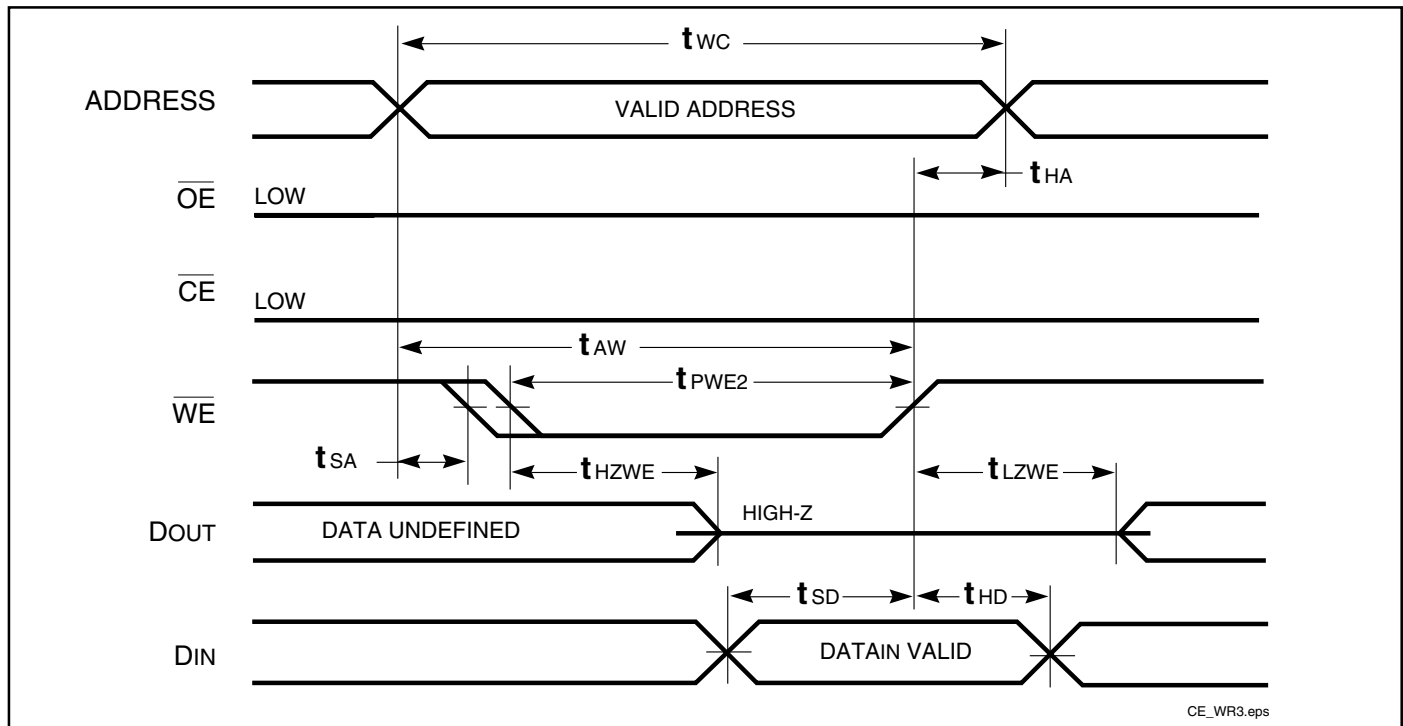 tWC
ADDRESS
VALID ADDRESS
tHA
OE
LOW
CE
LOW
tAW
tPWE2
WE
tSA
tHZWE
tLZWE
HIGH-Z
DOUT
DATA UNDEFINED
tSD
tHD
DIN
DATAIN VALID
CE_WR3.eps